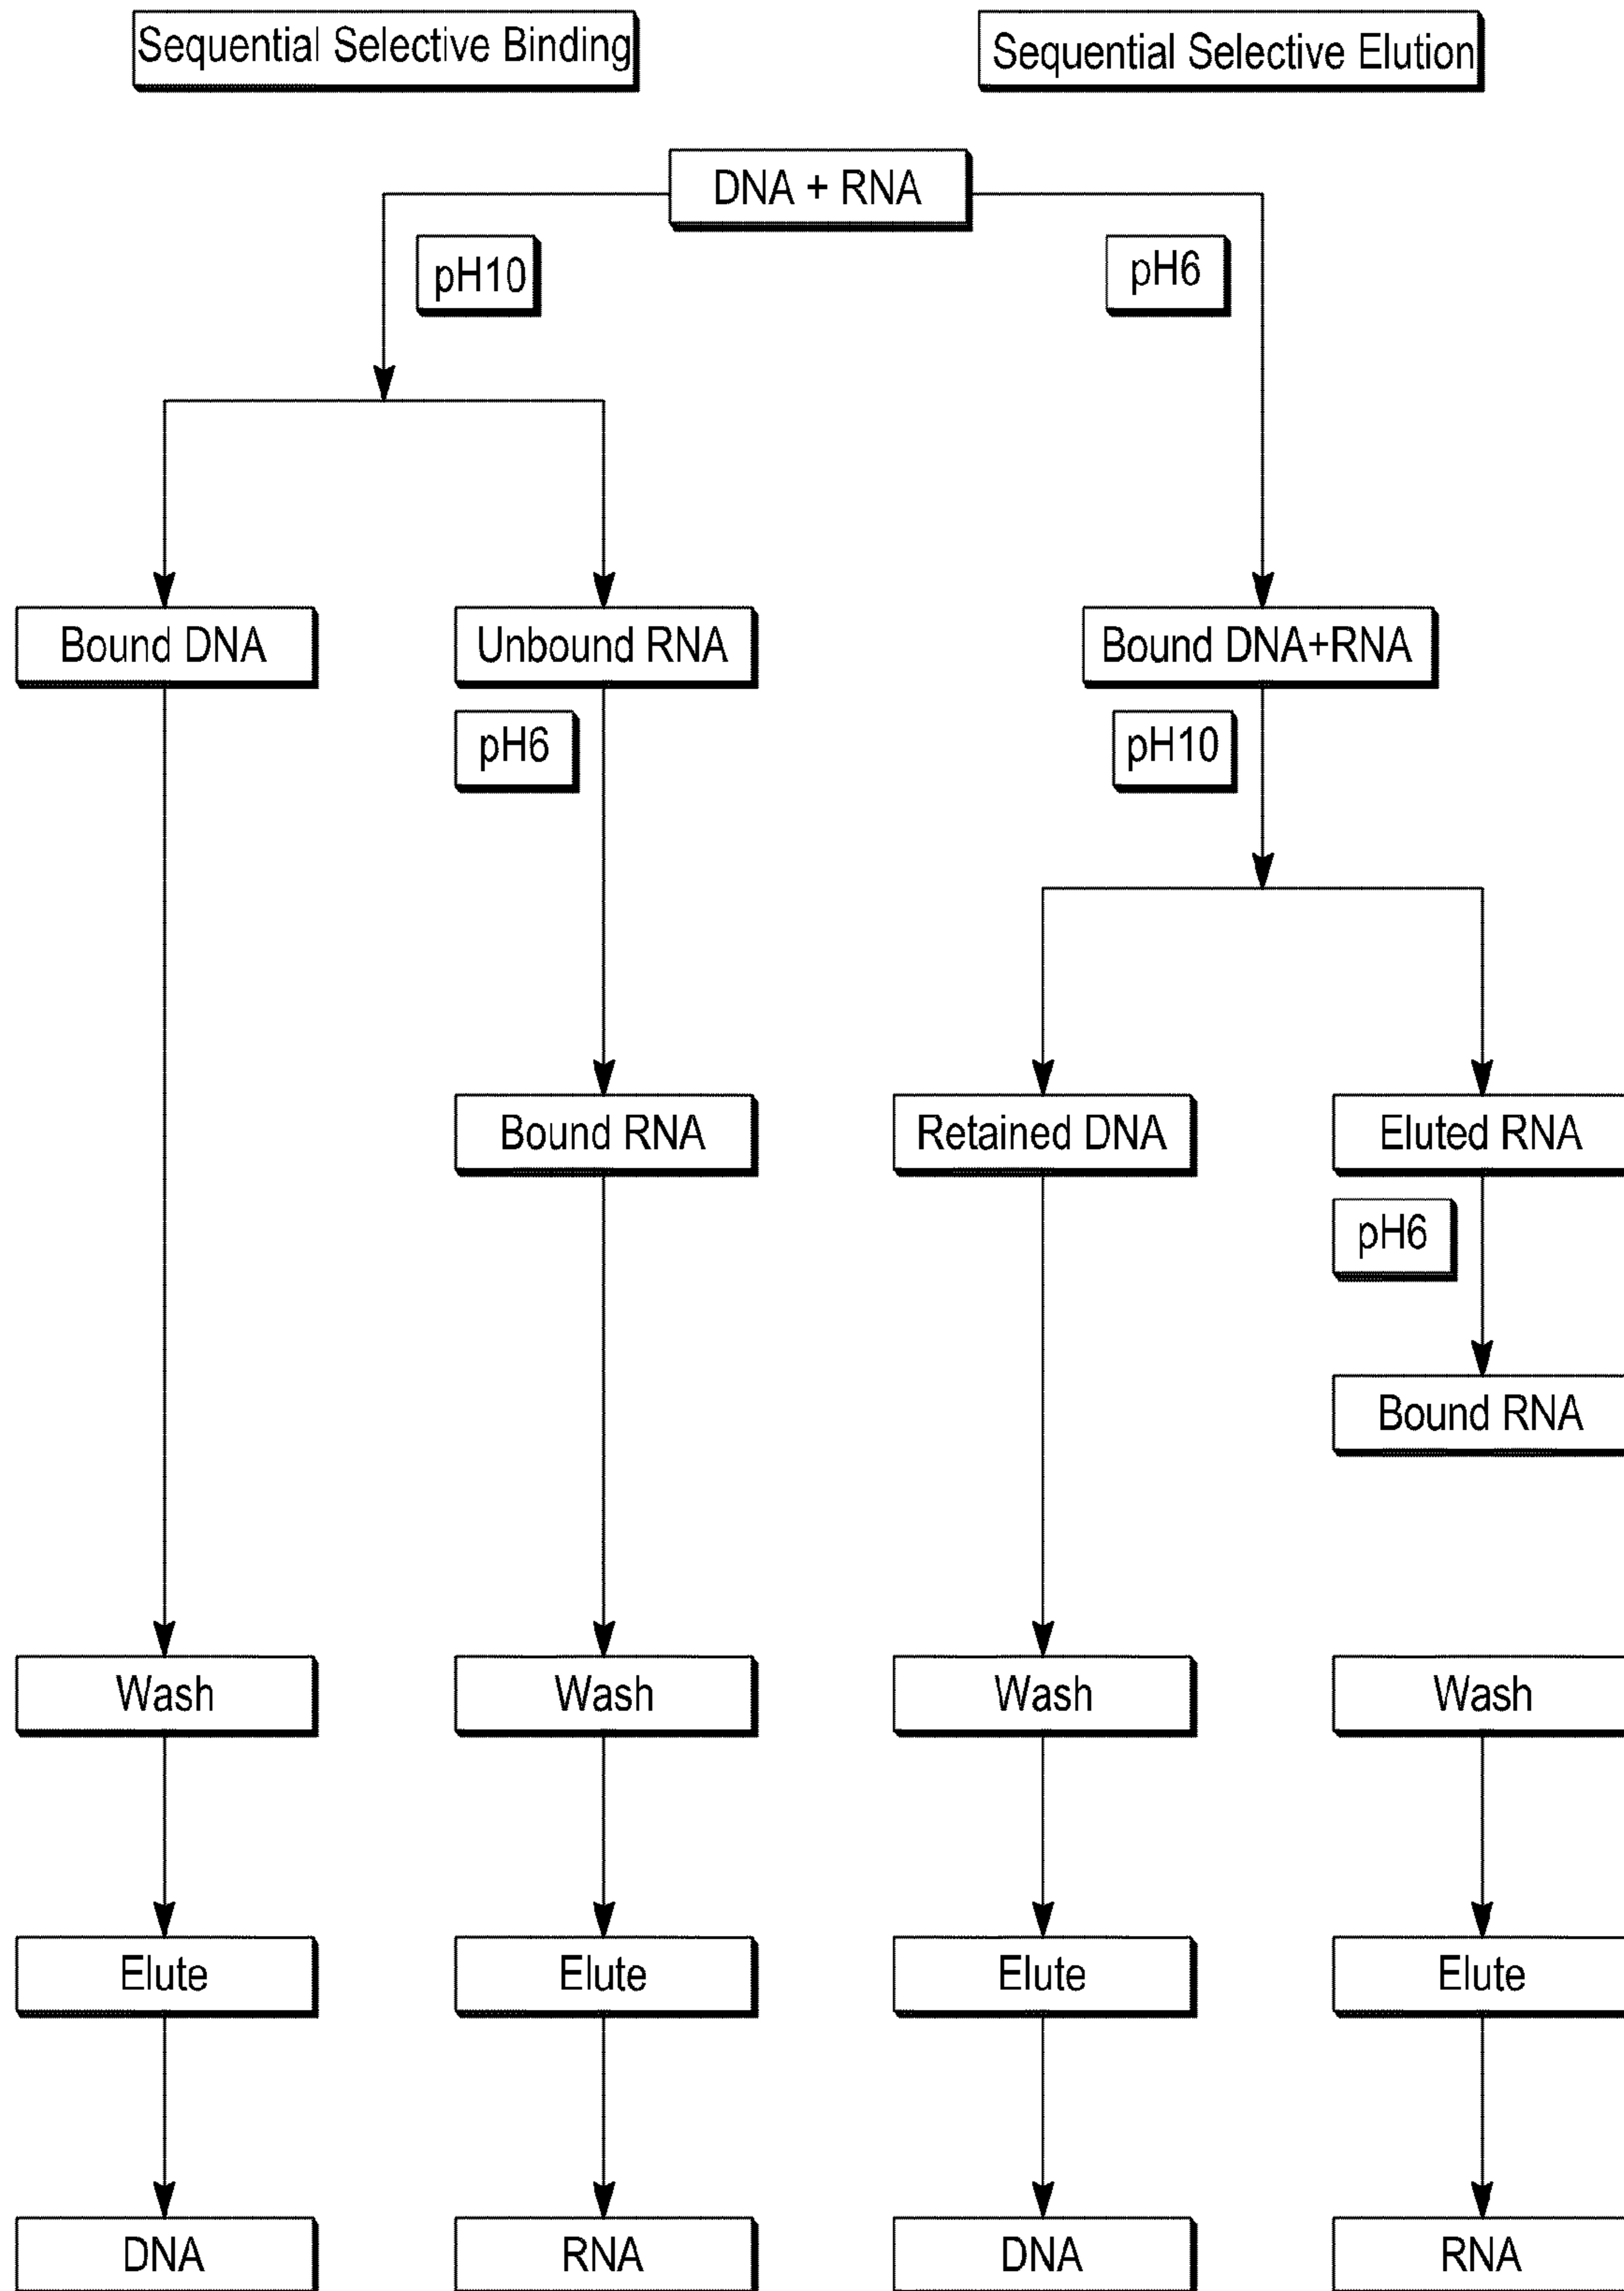 Sequential Selective Binding
Sequential Selective Elution
DNA + RNA
pH10
pH6
Bound DNA
Unbound RNA
Bound DNA+RNA
pH6
pH10
Bound RNA
Retained DNA
Eluted RNA
pH6
Bound RNA
Wash
Wash
Wash
Wash
Elute
Elute
Elute
Elute
DNA
RNA
DNA
RNA